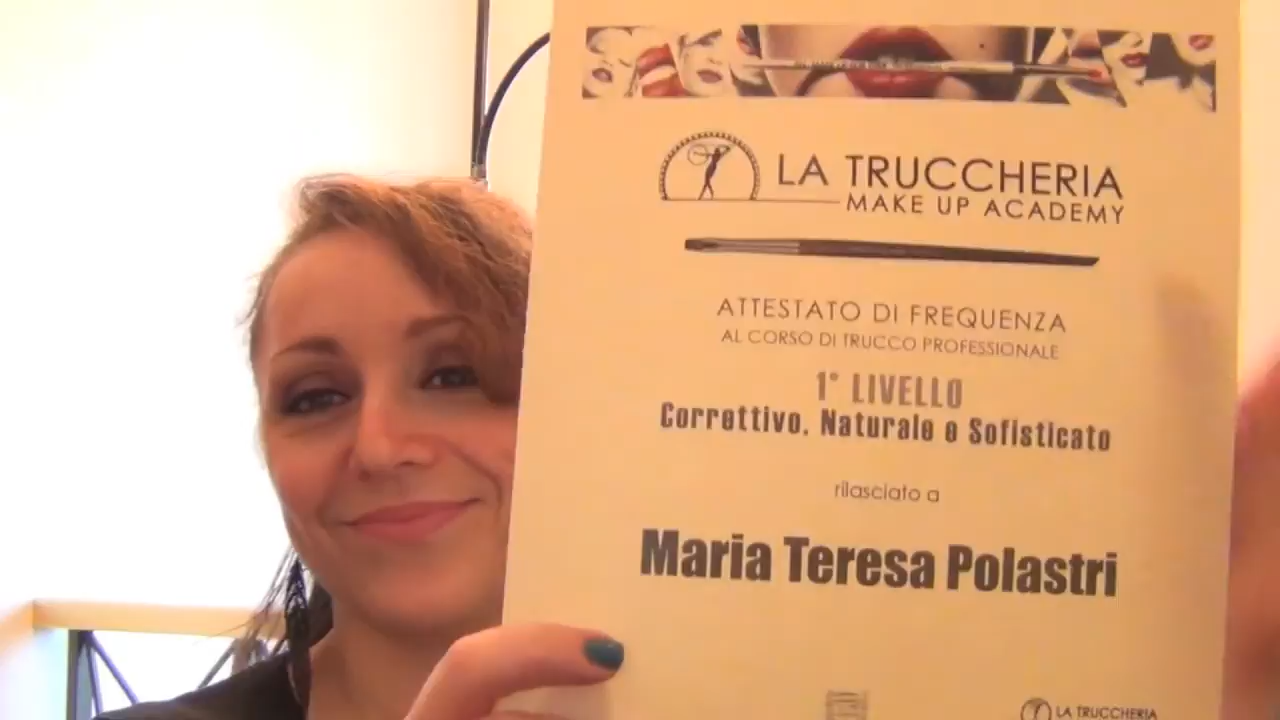 LA TRUCCHERIA
MAKE UP ACADEMY
ATTESTATO DI FREQUENZA
AL CORSO DI TRUCCO PROFESSIONALE
1° LIVELLO
Correttivo. Naturale e Sofisticato
rilasciato a
Maria Teresa Polastri
LA TRUCCHERIA